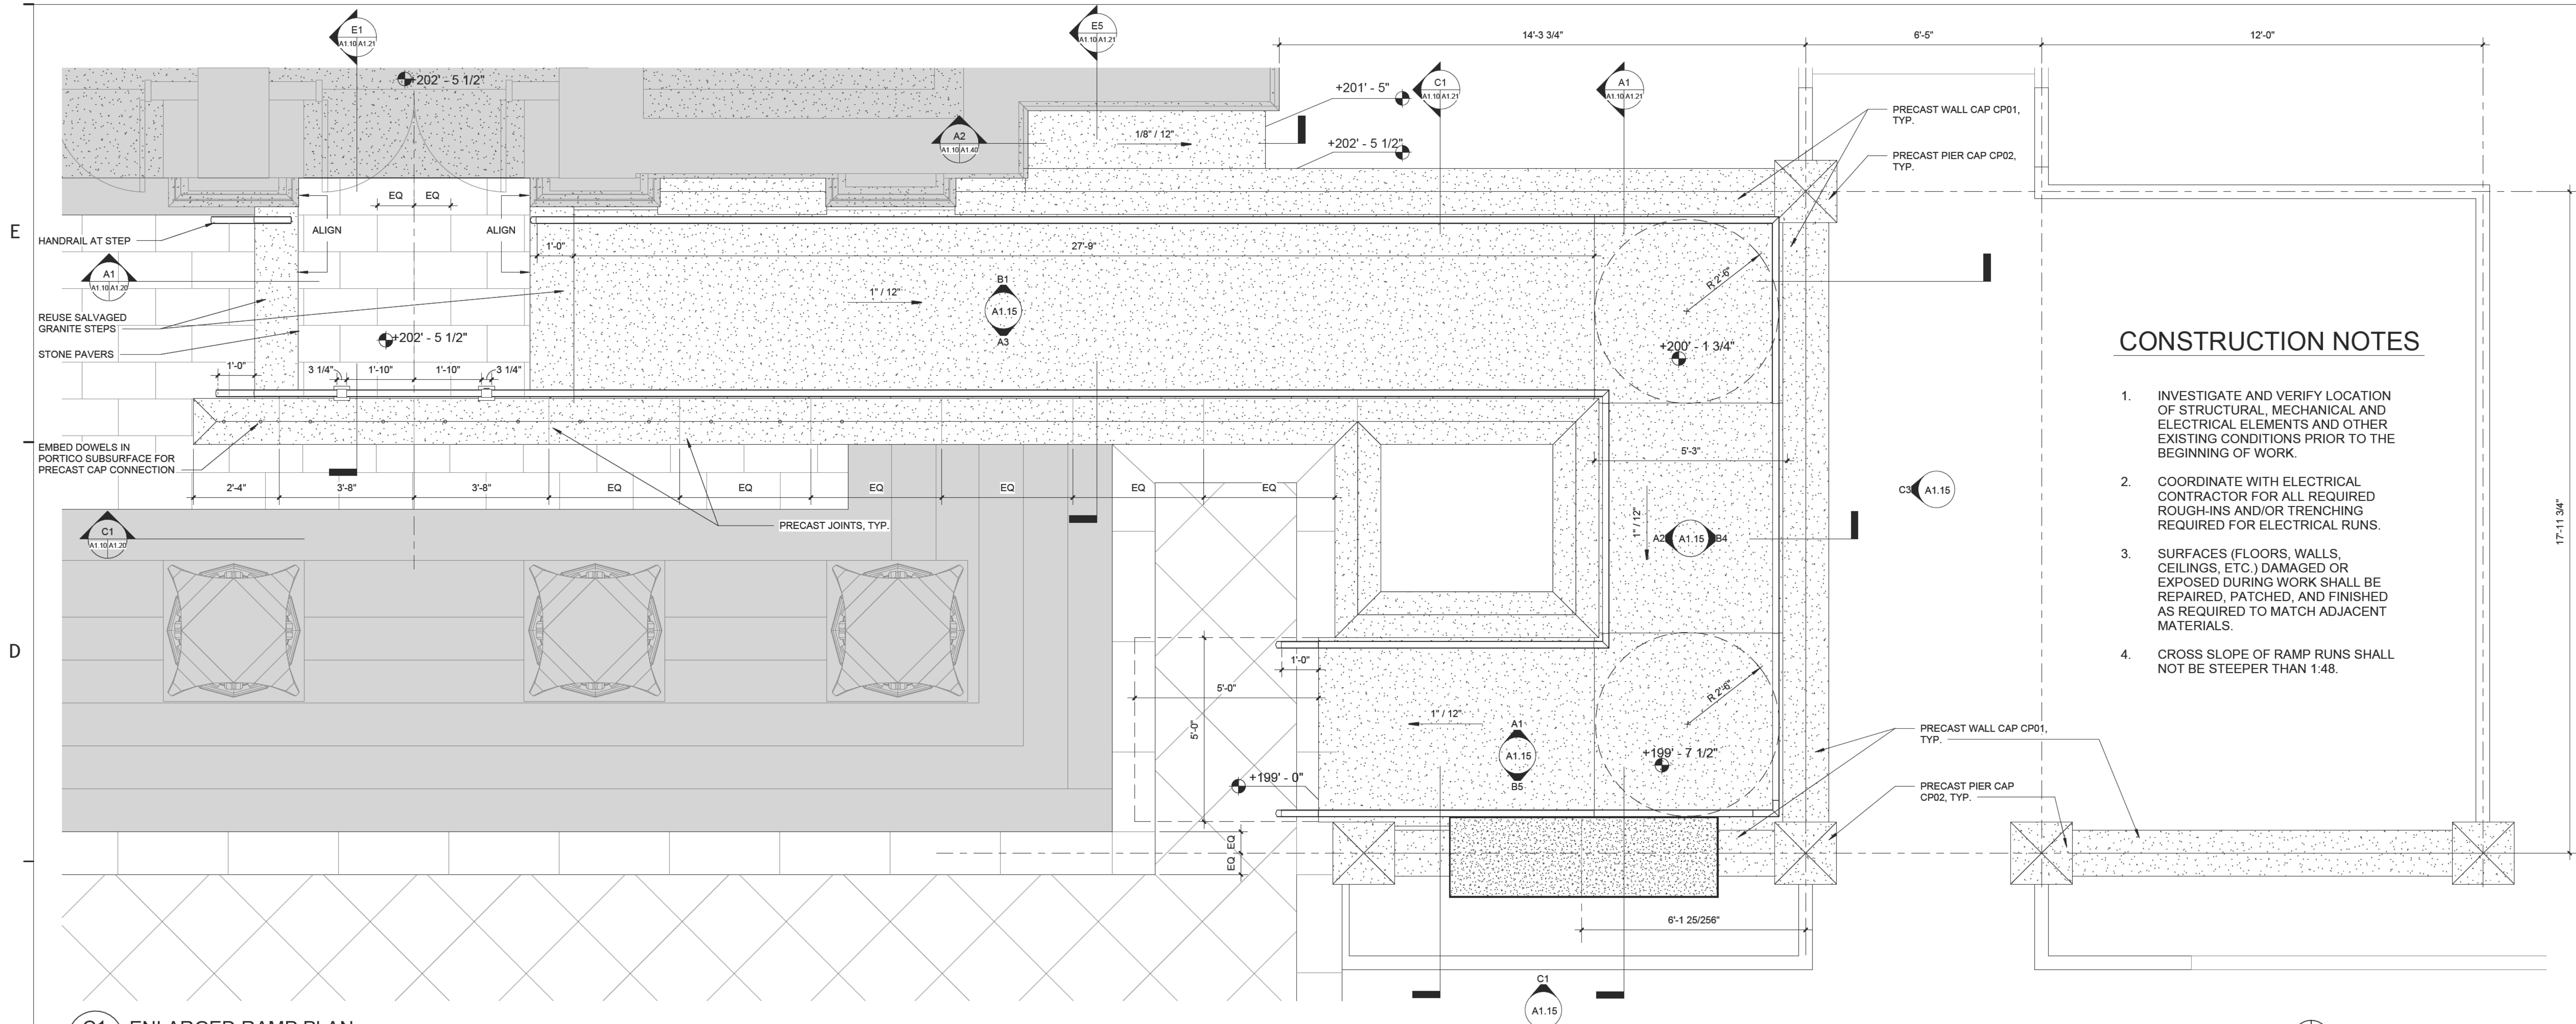 E1
A1.10 A1.21
E5
A1.10 A1.21
14'-3 3/4"
6'-5"
12'-0"
+202' - 5 1/2"
+201' - 5"
C1
A1.10 A1.21
A1
A1.10 A1.21
PRECAST WALL CAP CP01,
TYP.
A2
A1.10 A1.40
1/8" / 12"
+202' - 5 1/2"
PRECAST PIER CAP CP02,
TYP.
EQ
EQ
E
HANDRAIL AT STEP
ALIGN
ALIGN
1'-0"
27'-9"
A1
A1.10 A1.20
R 2'-6"
1" / 12"
B1
A1.15
A3
REUSE SALVAGED
GRANITE STEPS
+202' - 5 1/2"
+200' - 1 3/4"
STONE PAVERS
1'-0"
3 1/4"
1'-10"
1'-10"
3 1/4"
CONSTRUCTION NOTES
1. INVESTIGATE AND VERIFY LOCATION
OF STRUCTURAL, MECHANICAL AND
ELECTRICAL ELEMENTS AND OTHER
EXISTING CONDITIONS PRIOR TO THE
BEGINNING OF WORK.
2. COORDINATE WITH ELECTRICAL
CONTRACTOR FOR ALL REQUIRED
ROUGH-INS AND/OR TRENCHING
REQUIRED FOR ELECTRICAL RUNS.
3. SURFACES (FLOORS, WALLS,
CEILINGS, ETC.) DAMAGED OR
EXPOSED DURING WORK SHALL BE
REPAIRED, PATCHED, AND FINISHED
AS REQUIRED TO MATCH ADJACENT
MATERIALS.
4. CROSS SLOPE OF RAMP RUNS SHALL
NOT BE STEEPER THAN 1:48.
EMBED DOWELS IN
PORTICO SUBSURFACE FOR
PRECAST CAP CONNECTION
5'-3"
2'-4"
3'-8"
3'-8"
EQ
EQ
EQ
EQ
EQ
EQ
C3
A1.15
17'-11 3/4"
PRECAST JOINTS, TYP.
C1
A1.10 A1.20
1" / 12"
A2
A1.15
B4
D
1'-0"
5'-0"
5'-0"
R 2'-6"
1" / 12"
A1
A1.15
B5
+199' - 7 1/2"
+199' - 0"
PRECAST WALL CAP CP01,
TYP.
PRECAST PIER CAP
CP02, TYP.
EQ
EQ
6'-1 25/256"
C1
A1.15
C1
ENLARGED RAMP PLAN